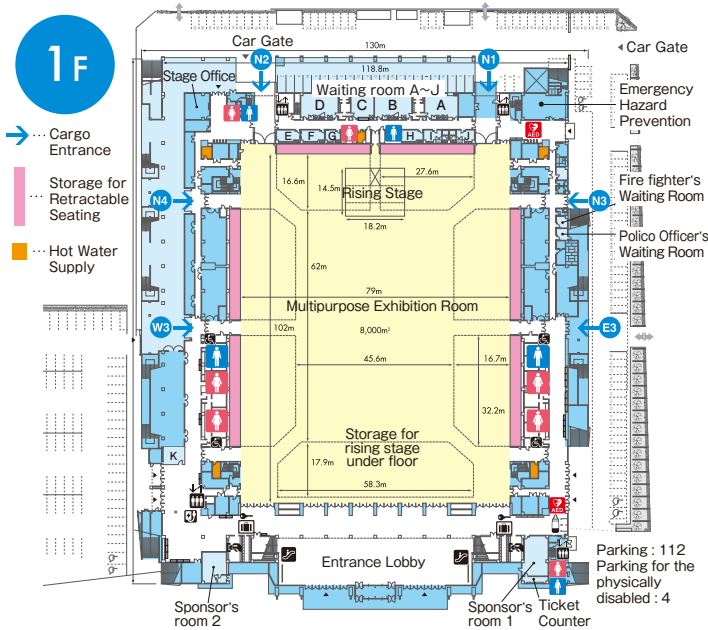 1F
Cargo
Entrance
Storage for
Retractable
Seating
Hot Water
Supply
Car Gate
130m
N2
N1
Car Gate
118.8m
Stage Office
Waiting room A~J
D
C
B
A
Emergency
Hazard
Prevention
AED
E
F
G
H
I
J
27.6m
16.6m
14.5m
Rising Stage
Fire fighter's
Waiting Room
N4
N3
18.2m
Polico Officer's
Waiting Room
62m
79m
Multipurpose Exhibition Room
W3
102m
8,000m²
E3
45.6m
16.7m
32.2m
Storage for
rising stage
under floor
K
17.9m
58.3m
AED
Entrance Lobby
Parking : 112
Parking for the
physically
disabled : 4
Sponsor's
room 2
Sponsor's
room 1
Ticket
Counter